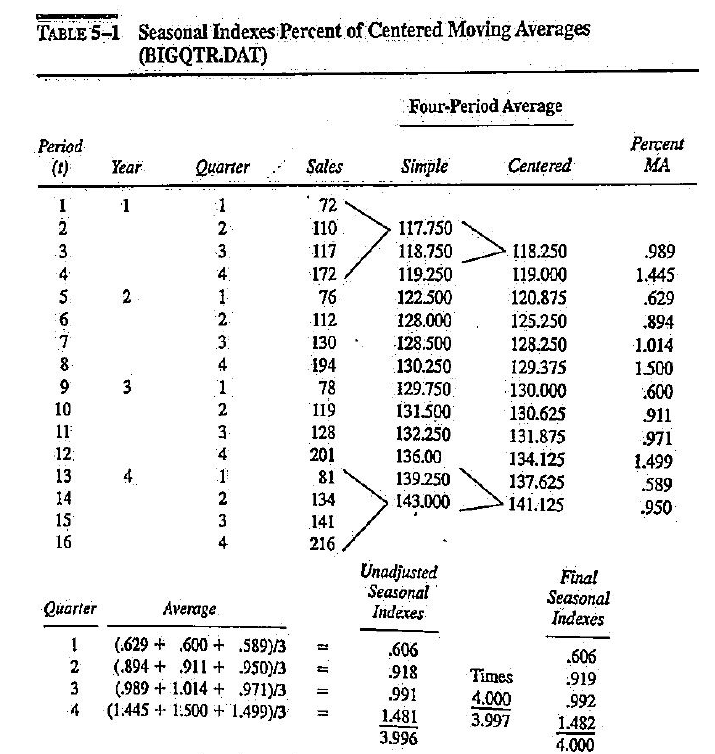 TABLE 5–1 Seasonal Indexes Percent of Centered Moving Averages
(BIGQTR.DAT)
Four-Period Average
Period Percent
(t) Year Quarter Sales Simple Centered MA
1 1 1 72
2 2 110 117.750
3 3 117 118.750 118.250 .989
4 4 172 119.250 119.000 1.445
5 2 1 76 122.500 120.875 .629
6 2 112 128.000 125.250 .894
7 3 130 128.500 128.250 1.014
8 4 194 130.250 129.375 1.500
9 3 1 78 129.750 130.000 .600
10 2 119 131.500 130.625 .911
11 3 128 132.250 131.875 .971
12 4 201 136.00 134.125 1.499
13 4 1 81 139.250 137.625 .589
14 2 134 143.000 141.125 .950
15 3 141
16 4 216
Unadjusted Final
Seasonal Seasonal
Quarter Average Indexes Indexes
1 (.629 + .600 + .589)/3 = .606 .606
2 (.894 + .911 + .950)/3 = .918 Times .919
3 (.989 + 1.014 + .971)/3 = .991 4.000 .992
4 (1.445 + 1.500 + 1.499)/3 = 1.481 3.997 1.482
3.996 4.000